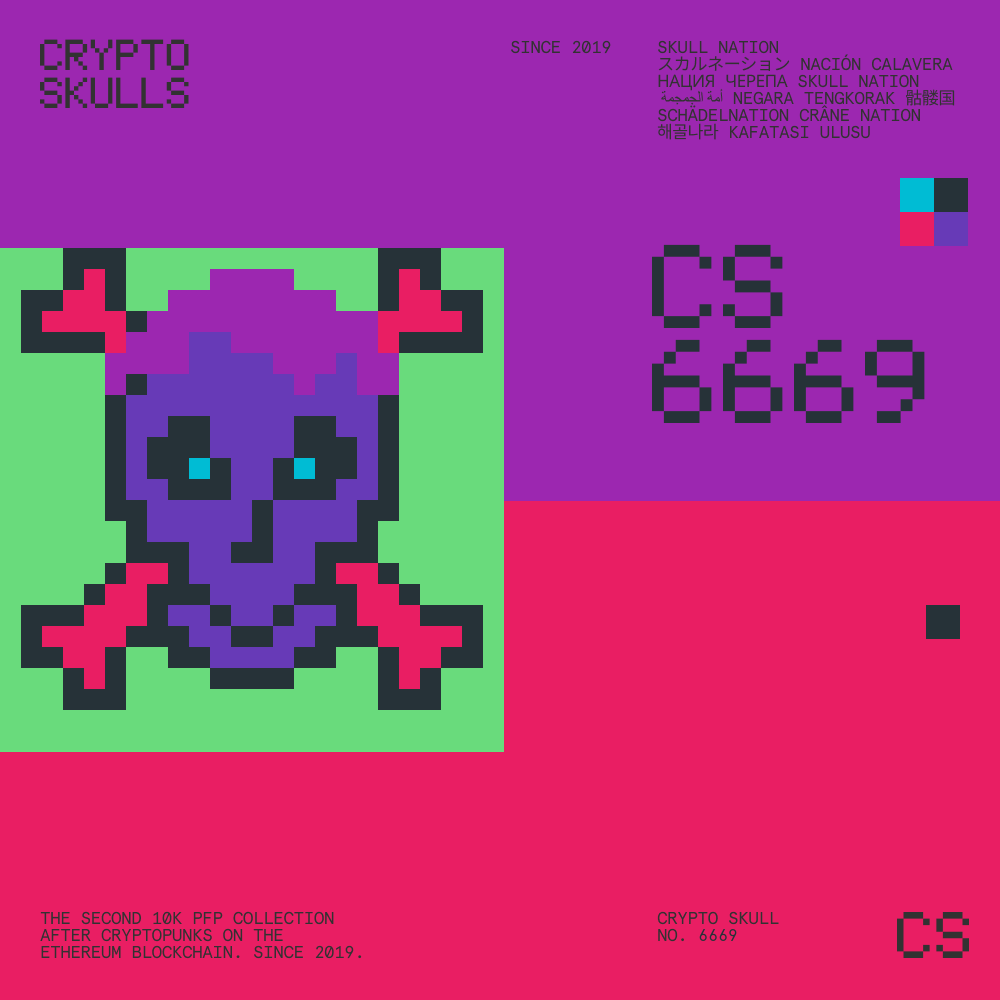 CRYPTO
SKULLS
SINCE 2019
SKULL NATION
スカルネーション NACIÓN CALAVERA
НАЦИЯ ЧЕРЕПА SKULL NATION
أمة الجمجمة NEGARA TENGKORAK 骷髅国
SCHÄDELNATION CRÂNE NATION
해골나라 KAFATASI ULUSU
CS
6669
THE SECOND 10K PFP COLLECTION
AFTER CRYPTOPUNKS ON THE
ETHEREUM BLOCKCHAIN. SINCE 2019.
CRYPTO SKULL
NO. 6669
CS